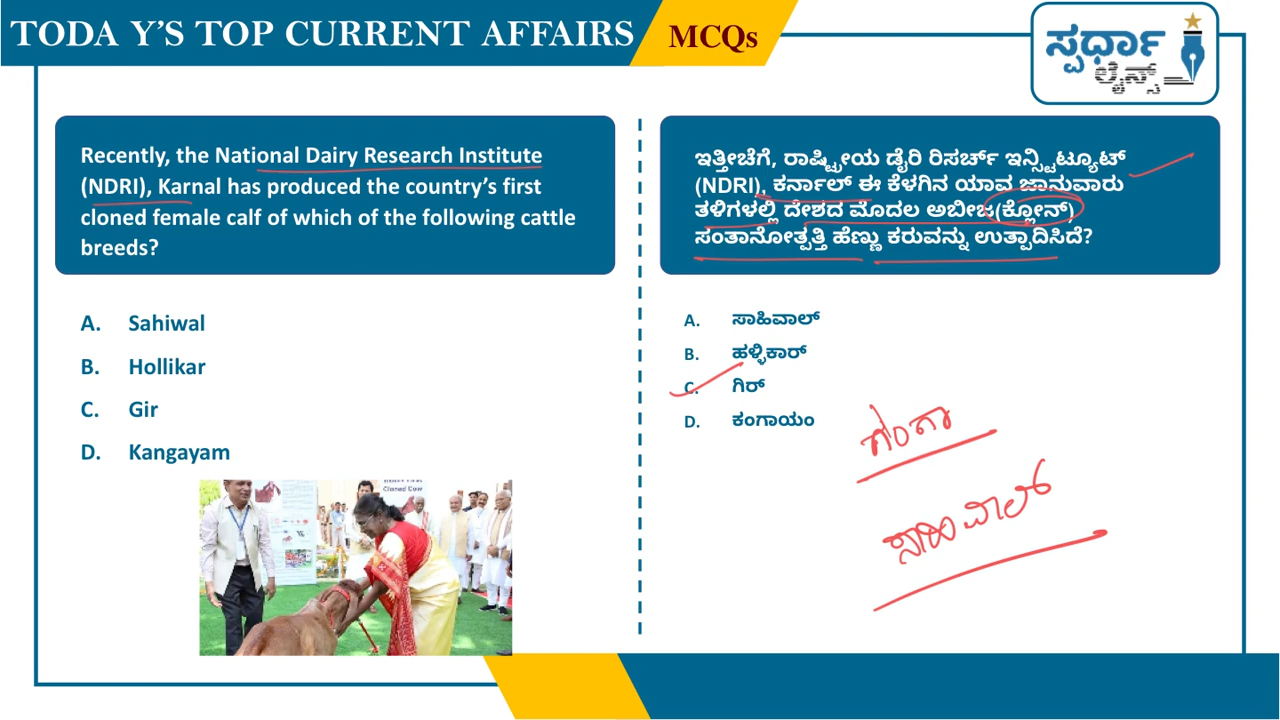 TODA Y'S TOP CURRENT AFFAIRS
MCQs
ಸ್ಪರ್ಧಾ
ಲೈನ್ಸ್
Recently, the National Dairy Research Institute
(NDRI), Karnal has produced the country's first
cloned female calf of which of the following cattle
breeds?
A. Sahiwal
B. Hollikar
C. Gir
D. Kangayam
Cloned Cow
ಇತ್ತೀಚೆಗೆ, ರಾಷ್ಟ್ರೀಯ ಡೈರಿ ರಿಸರ್ಚ್ ಇನ್ಸ್ಟಿಟ್ಯೂಟ್
(NDRI), ಕರ್ನಾಲ್ ಈ ಕೆಳಗಿನ ಯಾವ ಜಾನುವಾರು
ತಳಿಗಳಲ್ಲಿ ದೇಶದ ಮೊದಲ ಅಬೀಜ(ಕ್ಲೋನ್)
ಸಂತಾನೋತ್ಪತ್ತಿ ಹೆಣ್ಣು ಕರುವನ್ನು ಉತ್ಪಾದಿಸಿದೆ?
A. ಸಾಹಿವಾಲ್
B. ಹಳ್ಳಿಕಾರ್
C. ಗಿರ್
D. ಕಂಗಾಯಂ
ಗಂಗಾ
ಸಾಹಿವಾಲ್